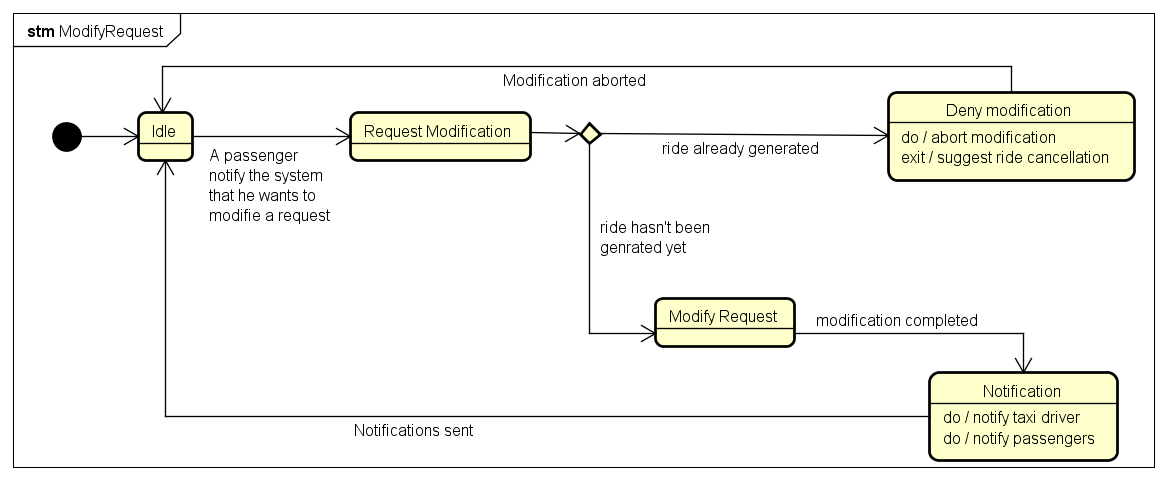 stm ModifyRequest
Modification aborted
Idle
Request Modification
Deny modification
do / abort modification
exit / suggest ride cancellation
ride already generated
A passenger
notify the system
that he wants to
modifie a request
ride hasn't been
genrated yet
Modify Request
modification completed
Notification
do / notify taxi driver
do / notify passengers
Notifications sent